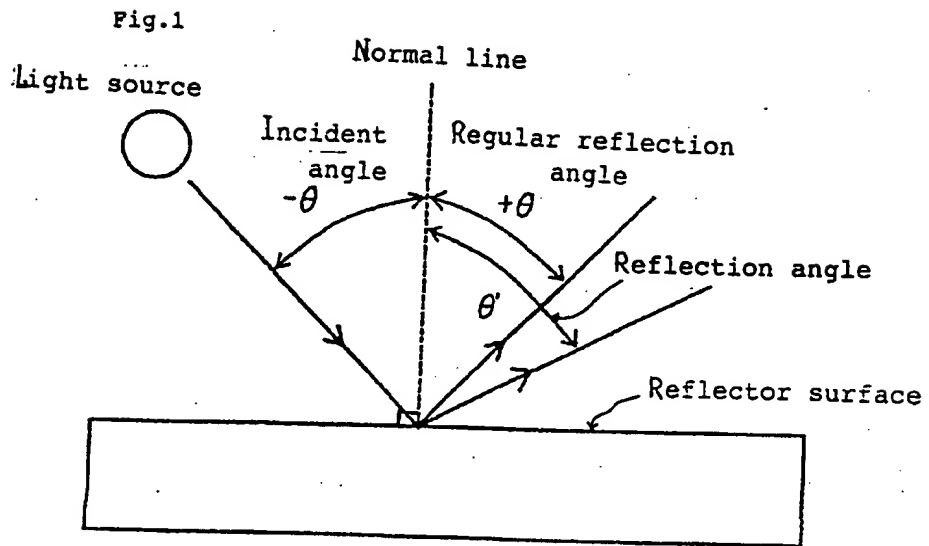 Fig.1
Normal line
Light source
Incident
angle
Regular reflection
angle
-θ
+θ
Reflection angle
θ'
Reflector surface